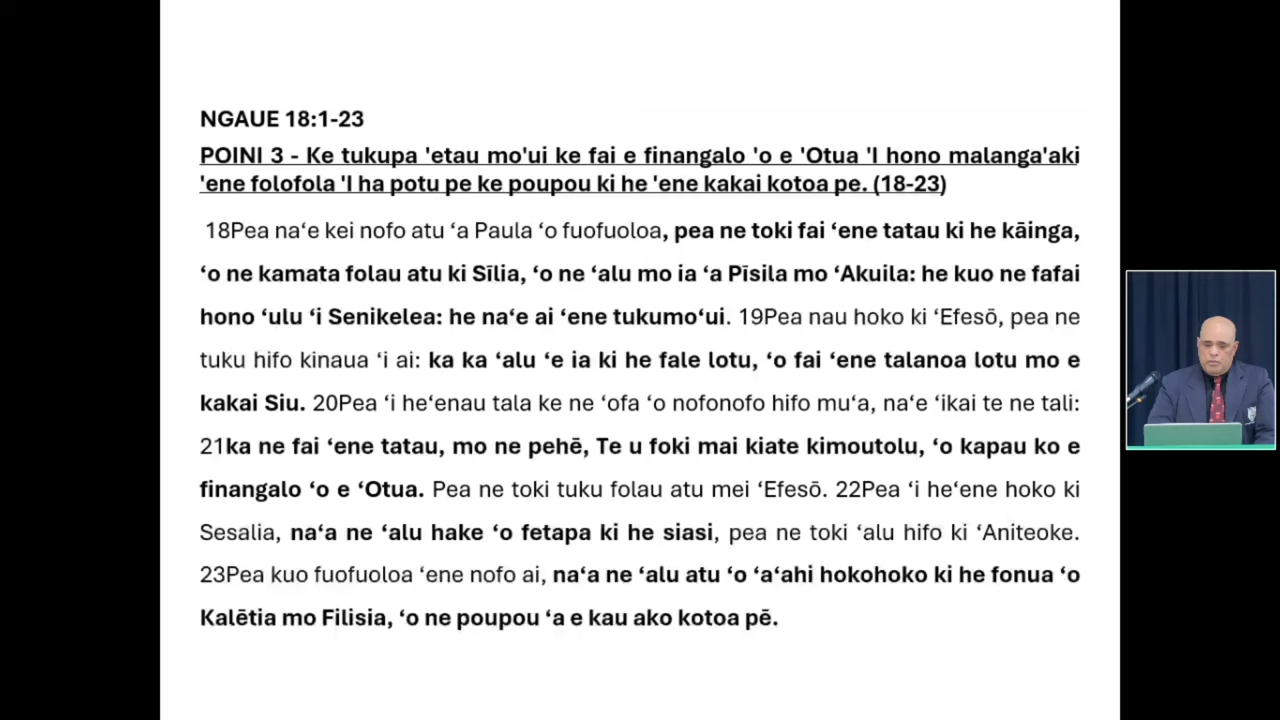 NGAUE 18:1-23
POINI 3 - Ke tukupa 'etau mo'ui ke fai e finangalo 'o e 'Otua 'I hono malanga'aki
'ene folofola 'I ha potu pe ke poupou ki he 'ene kakai kotoa pe. (18-23)
18Pea na‘e kei nofo atu ‘a Paula ‘o fuofuoloa, pea ne toki fai ‘ene tatau ki he kāinga,
‘o ne kamata folau atu ki Sīlia, ‘o ne ‘alu mo ia ‘a Pīsila mo ‘Akuila: he kuo ne fafai
hono ‘ulu ‘i Senikelea: he na‘e ai ‘ene tukumo‘ui. 19Pea nau hoko ki ‘Efesō, pea ne
tuku hifo kinaua ‘i ai: ka ka ‘alu ‘e ia ki he fale lotu, ‘o fai ‘ene talanoa lotu mo e
kakai Siu. 20Pea ‘i he‘enau tala ke ne ‘ofa ‘o nofonofo hifo mu‘a, na‘e ‘ikai te ne tali:
21ka ne fai ‘ene tatau, mo ne pehē, Te u foki mai kiate kimoutolu, ‘o kapau ko e
finangalo ‘o e ‘Otua. Pea ne toki tuku folau atu mei ‘Efesō. 22Pea ‘i he‘ene hoko ki
Sesalia, na‘a ne ‘alu hake ‘o fetapa ki he siasi, pea ne toki ‘alu hifo ki ‘Aniteoke.
23Pea kuo fuofuoloa ‘ene nofo ai, na‘a ne ‘alu atu ‘o ‘a‘ahi hokohoko ki he fonua ‘o
Kalētia mo Filisia, ‘o ne poupou ‘a e kau ako kotoa pē.